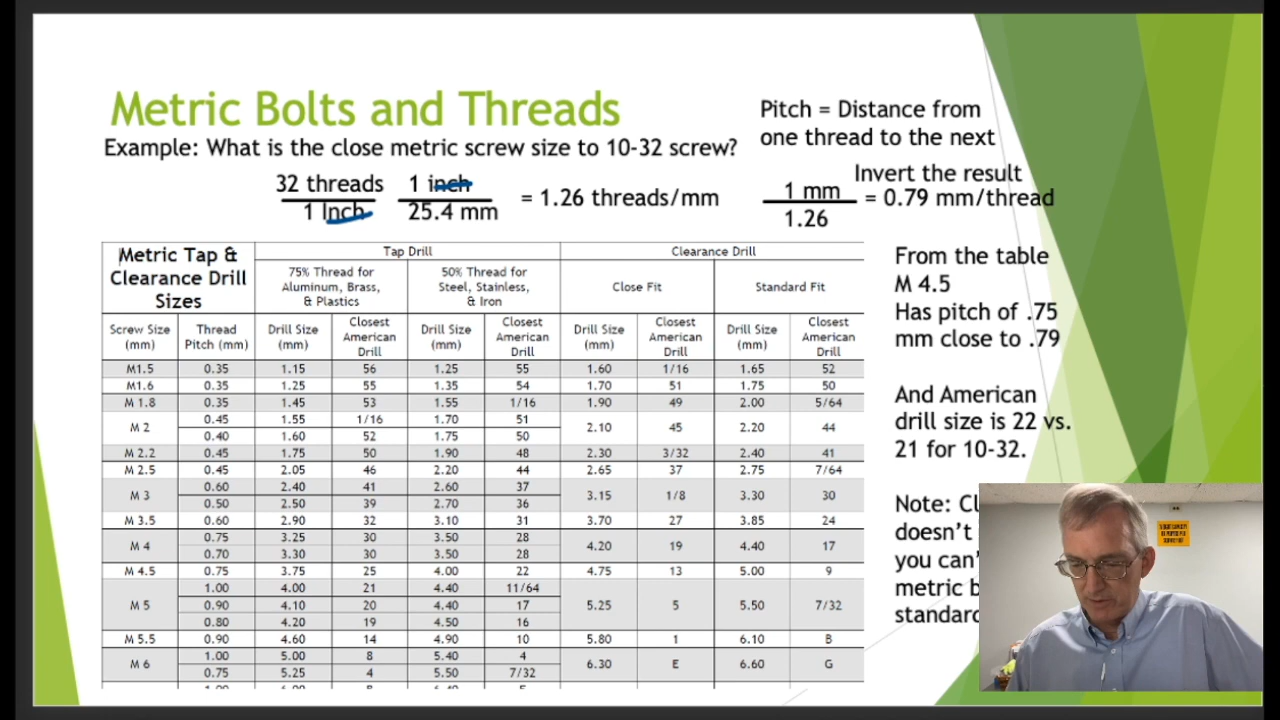 Metric Bolts and Threads
Example: What is the close metric screw size to 10-32 screw?
32 threads
1 Inch
1 inch
25.4 mm
= 1.26 threads/mm
Pitch = Distance from
one thread to the next
Invert the result
1 mm
1.26
= 0.79 mm/thread
Metric Tap &
Clearance Drill
Sizes
Tap Drill
Clearance Drill
75% Thread for
Aluminum, Brass,
& Plastics
50% Thread for
Steel, Stainless,
& Iron
Close Fit
Standard Fit
Screw Size
(mm)
Thread
Pitch (mm)
Drill Size
(mm)
Closest
American
Drill
Drill Size
(mm)
Closest
American
Drill
Drill Size
(mm)
Closest
American
Drill
Drill Size
(mm)
Closest
American
Drill
M1.5 0.35 1.15 56 1.25 55 1.60 1/16 1.65 52
M1.6 0.35 1.25 55 1.35 54 1.70 51 1.75 50
M 1.8 0.35 1.45 53 1.55 1/16 1.90 49 2.00 5/64
M 2 0.45 1.55 1/16 1.70 51 2.10 45 2.20 44
0.40 1.60 52 1.75 50
M 2.2 0.45 1.75 50 1.90 48 2.30 3/32 2.40 41
M 2.5 0.45 2.05 46 2.20 44 2.65 37 2.75 7/64
M 3 0.60 2.40 41 2.60 37 3.15 1/8 3.30 30
0.50 2.50 39 2.70 36
M 3.5 0.60 2.90 32 3.10 31 3.70 27 3.85 24
M 4 0.75 3.25 30 3.50 28 4.20 19 4.40 17
0.70 3.30 30 3.50 28
M 4.5 0.75 3.75 25 4.00 22 4.75 13 5.00 9
M 5 1.00 4.00 21 4.40 11/64 5.25 5 5.50 7/32
0.90 4.10 20 4.40 17
0.80 4.20 19 4.50 16
M 5.5 0.90 4.60 14 4.90 10 5.80 1 6.10 B
M 6 1.00 5.00 8 5.40 4 6.30 E 6.60 G
0.75 5.25 4 5.50 7/32
From the table
M 4.5
Has pitch of .75
mm close to .79
And American
drill size is 22 vs.
21 for 10-32.
Note: Cl
doesn't
you can'
metric b
standard